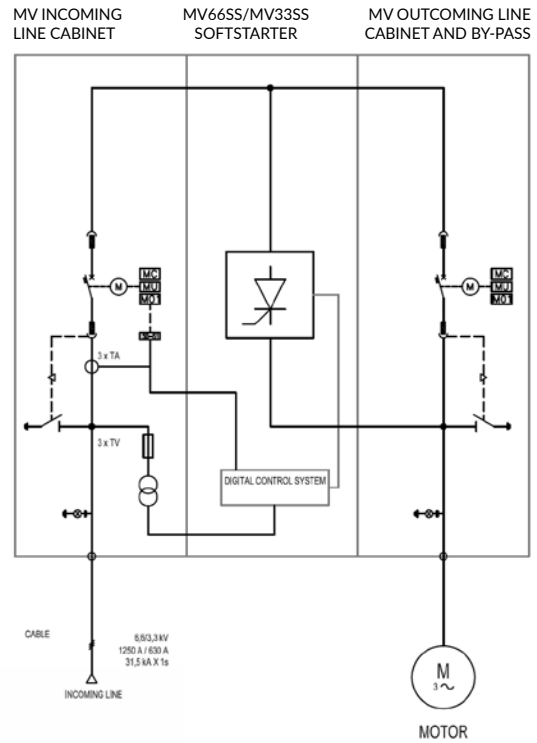 MV INCOMING
LINE CABINET
MV66SS/MV33SS
SOFTSTARTER
MV OUTCOMING LINE
CABINET AND BY-PASS
MC
MU
MO1
M
MC
MU
MO1
M
3 x TA
3 x TV
DIGITAL CONTROL SYSTEM
CABLE
6,6/3,3 kV
1250 A / 630 A
31,5 kA X 1s
INCOMING LINE
M
3~
MOTOR